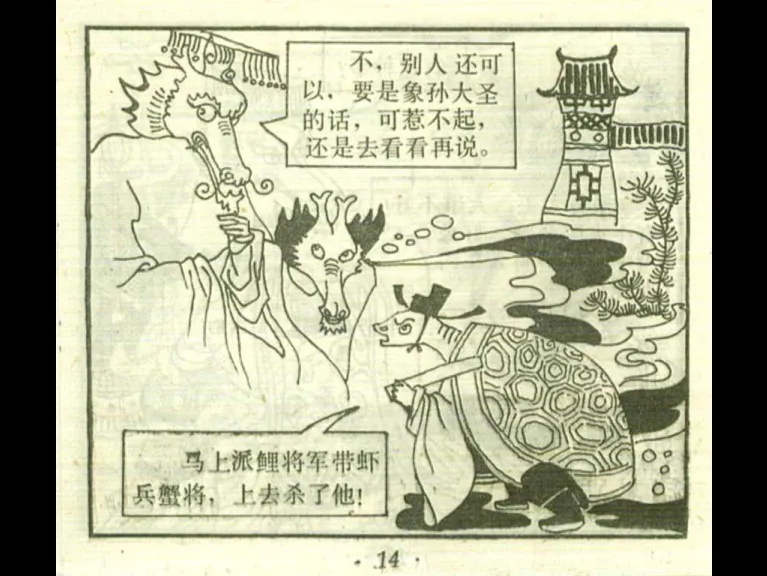 不，别人还可
以，要是象孙大圣
的话，可惹不起，
还是去看看再说。
马上派鲤将军带虾
兵蟹将，上去杀了他！
·14·